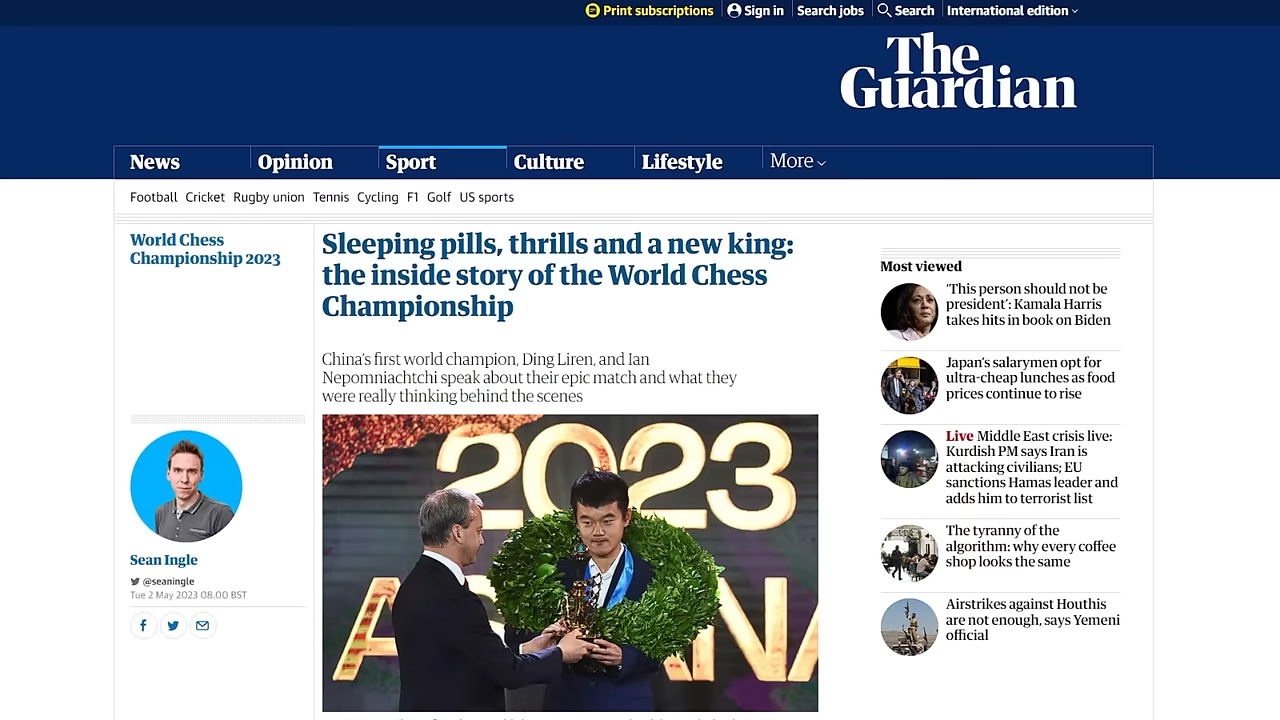 Print subscriptions
Sign in
Search jobs
Search
International edition
The
Guardian
News
Opinion
Sport
Culture
Lifestyle
More
Football
Cricket
Rugby union
Tennis
Cycling
F1
Golf
US sports
World Chess
Championship 2023
Sleeping pills, thrills and a new king:
the inside story of the World Chess
Championship
China's first world champion, Ding Liren, and Ian
Nepomniachtchi speak about their epic match and what they
were really thinking behind the scenes
Sean Ingle
@seaningle
Tue 2 May 2023 08.00 BST
2023
Most viewed
‘This person should not be
president’: Kamala Harris
takes hits in book on Biden
Japan’s salarymen opt for
ultra-cheap lunches as food
prices continue to rise
Live Middle East crisis live:
Kurdish PM says Iran is
attacking civilians; EU
sanctions Hamas leader and
adds him to terrorist list
The tyranny of the
algorithm: why every coffee
shop looks the same
Airstrikes against Houthis
are not enough, says Yemeni
official